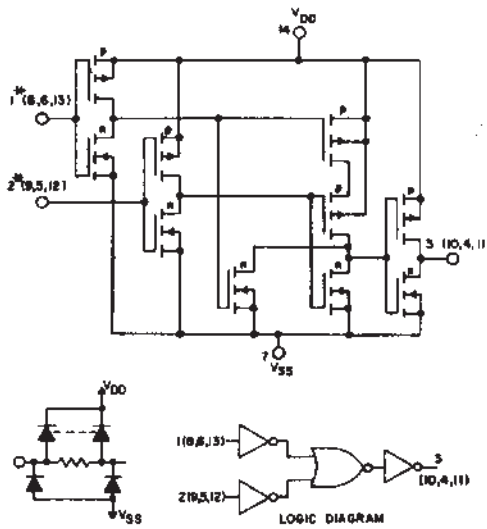 VDD
14
P
1 * (8,6,13)
n
P
P
2 * (9,5,12)
n
P
P
3 (10,4,11
n
n
n
7
VSS
VDD
VSS
1(8,6,13)
3
(10,4,11)
2(9,5,12)
LOGIC DIAGRAM